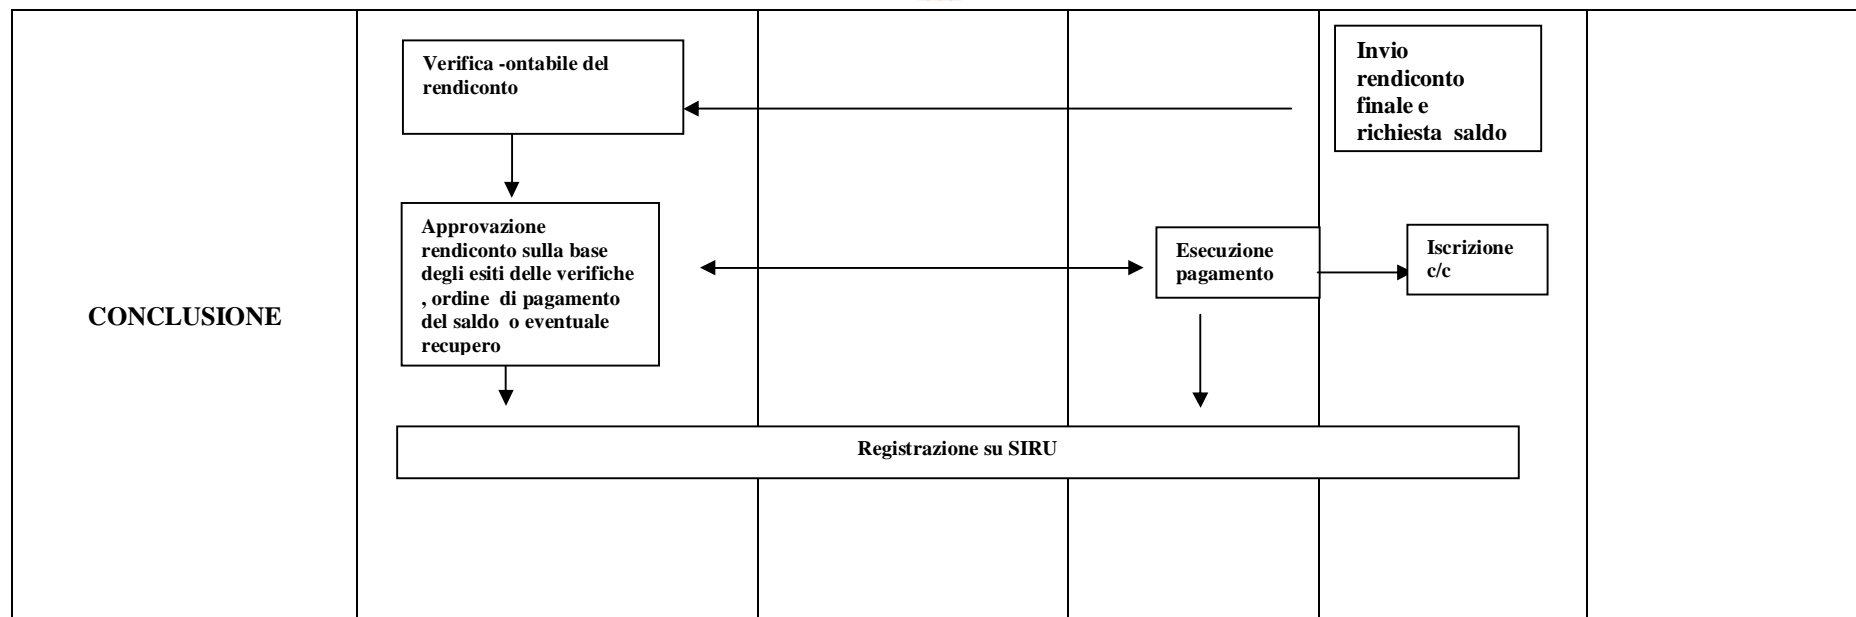 Verifica -ontabile del
rendiconto
Invio
rendiconto
finale e
richiesta saldo
Approvazione
rendiconto sulla base
degli esiti delle verifiche
, ordine di pagamento
del saldo o eventuale
recupero
Esecuzione
pagamento
Iscrizione
c/c
CONCLUSIONE
Registrazione su SIRU